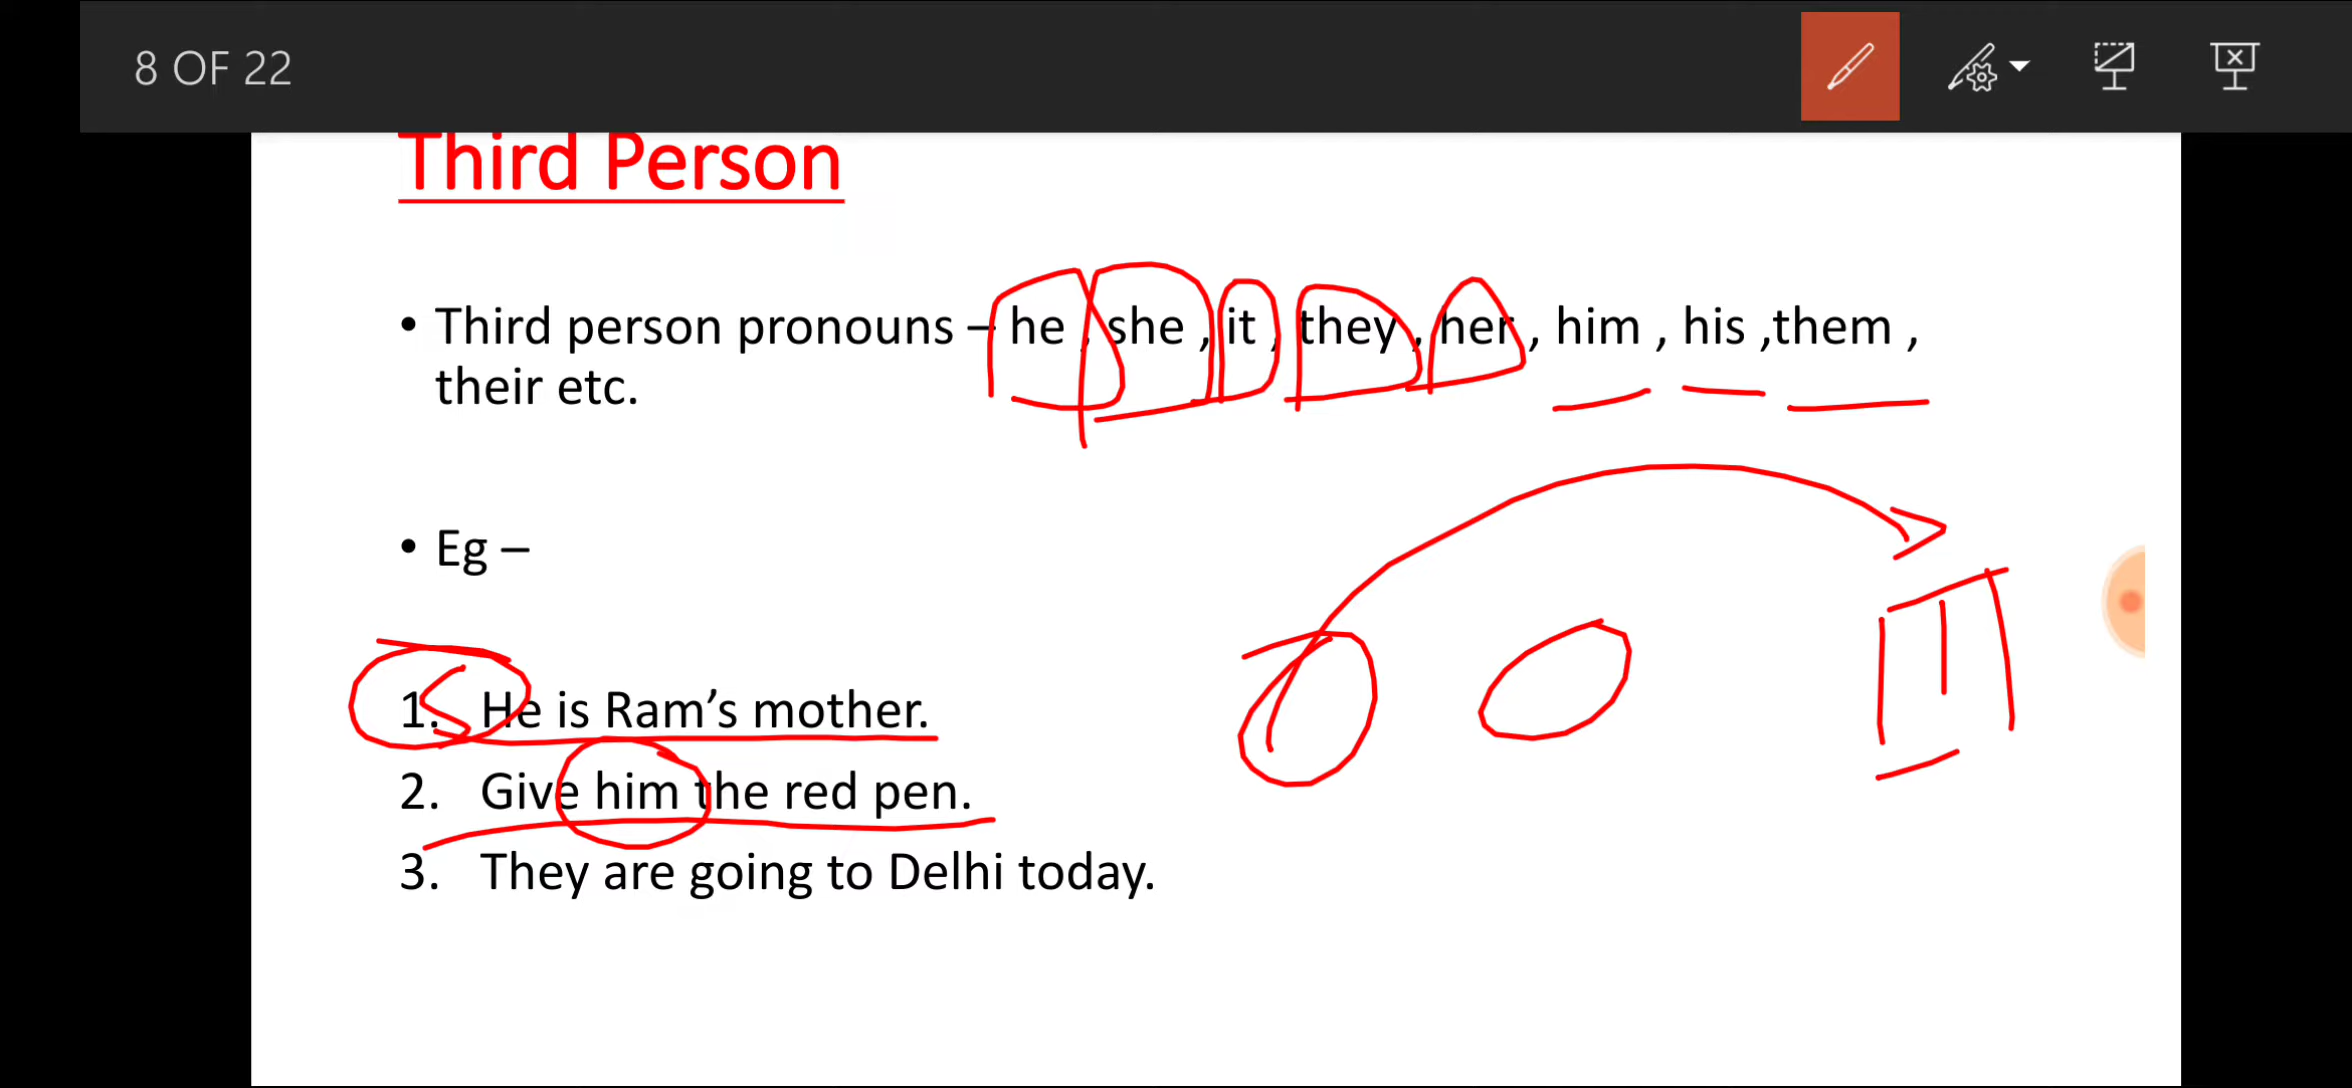 8 OF 22
Third Person
• Third person pronouns – he , she , it , they , her , him , his ,them ,
their etc.
• Eg –
1. SHe is Ram's mother.
2. Give him the red pen.
3. They are going to Delhi today.